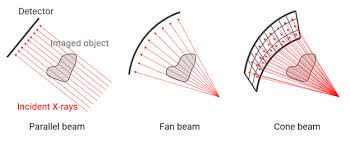 Detector
Imaged object
Incident X-rays
Parallel beam
Fan beam
Cone beam